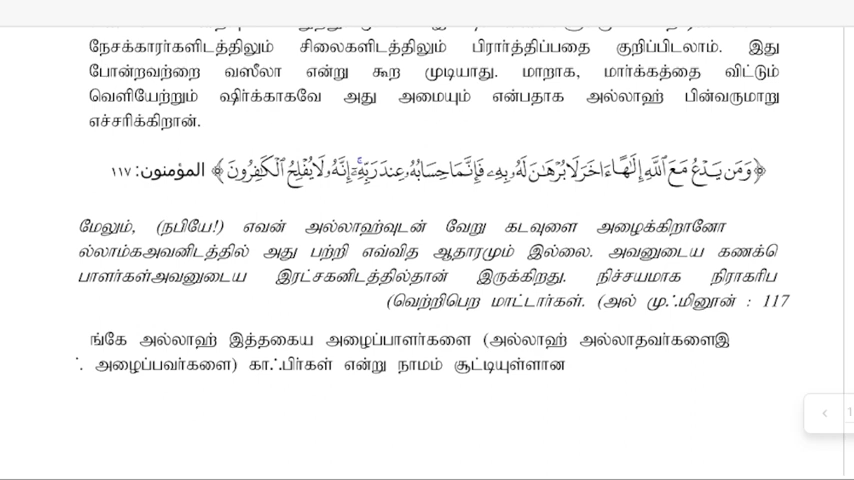 நேசக்காரர்களிடத்திலும் சிலைகளிடத்திலும் பிரார்த்திப்பதை குறிப்பிடலாம். இது
போன்றவற்றை வஸீலா என்று கூற முடியாது. மாறாக, மார்க்கத்தை விட்டும்
வெளியேற்றும் ஷிர்க்காகவே அது அமையும் என்பதாக அல்லாஹ் பின்வருமாறு
எச்சரிக்கிறான்.
﴿وَمَن يَدۡعُ مَعَ ٱللَّهِ إِلَٰهًا ءَاخَرَ لَا بُرۡهَٰنَ لَهُۥ بِهِۦ فَإِنَّمَا حِسَابُهُۥ عِندَ رَبِّهِۦٓۚ إِنَّهُۥ لَا يُفۡلِحُ ٱلۡكَٰفِرُونَ﴾ المؤمنون: ١١٧
மேலும், (நபியே!) எவன் அல்லாஹ்வுடன் வேறு கடவுளை அழைக்கிறானோ
ல்லாம்கஅவனிடத்தில் அது பற்றி எவ்வித ஆதாரமும் இல்லை. அவனுடைய கணக்கெ
பாளர்கள்அவனுடைய இரட்சகனிடத்தில்தான் இருக்கிறது. நிச்சயமாக நிராகரிப
(வெற்றிபெற மாட்டார்கள். (அல் முஃமினூன் : 117
ங்கே அல்லாஹ் இத்தகைய அழைப்பாளர்களை (அல்லாஹ் அல்லாதவர்களைஇ
அழைப்பவர்களை) காஃபிர்கள் என்று நாமம் சூட்டியுள்ளான
1